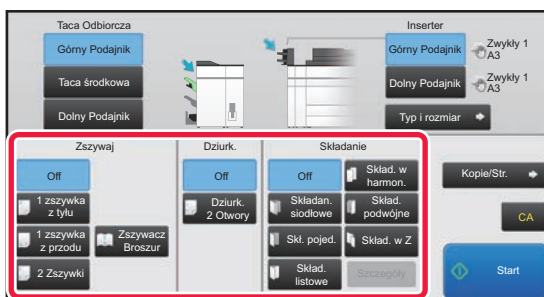 Taca Odbiorcza
Inserter
Górny Podajnik
Górny Podajnik
Zwykły 1
A3
Taca środkowa
Dolny Podajnik
Zwykły 1
A3
Dolny Podajnik
Typ i rozmiar
Zszywaj
Dziurk.
Składanie
Off
Off
Off
Skład. w
harmon.
Kopie/Str.
1 zszywka
z tyłu
Dziurk.
2 Otwory
Składan.
siodłowe
Skład.
podwójne
CA
1 zszywka
z przodu
Zszywacz
Broszur
Skł. pojed.
Skład. w Z
2 Zszywki
Skład.
listowe
Szczegóły
Start